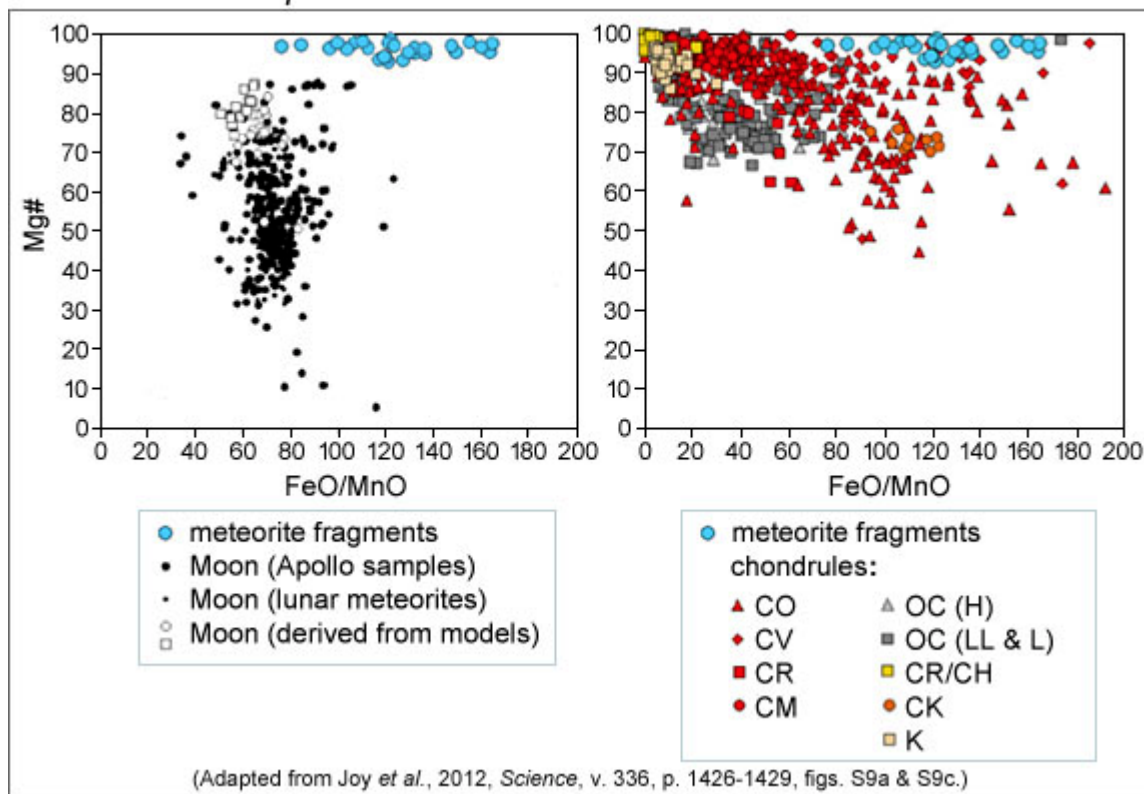 100
90
80
70
60
50
40
30
20
10
0
Mg#
0 20 40 60 80 100 120 140 160 180 200
FeO/MnO
meteorite fragments
Moon (Apollo samples)
Moon (lunar meteorites)
Moon (derived from models)
100
90
80
70
60
50
40
30
20
10
0
0 20 40 60 80 100 120 140 160 180 200
FeO/MnO
meteorite fragments
chondrules:
CO
CV
CR
CM
OC (H)
OC (LL & L)
CR/CH
CK
K
(Adapted from Joy et al., 2012, Science, v. 336, p. 1426-1429, figs. S9a & S9c.)